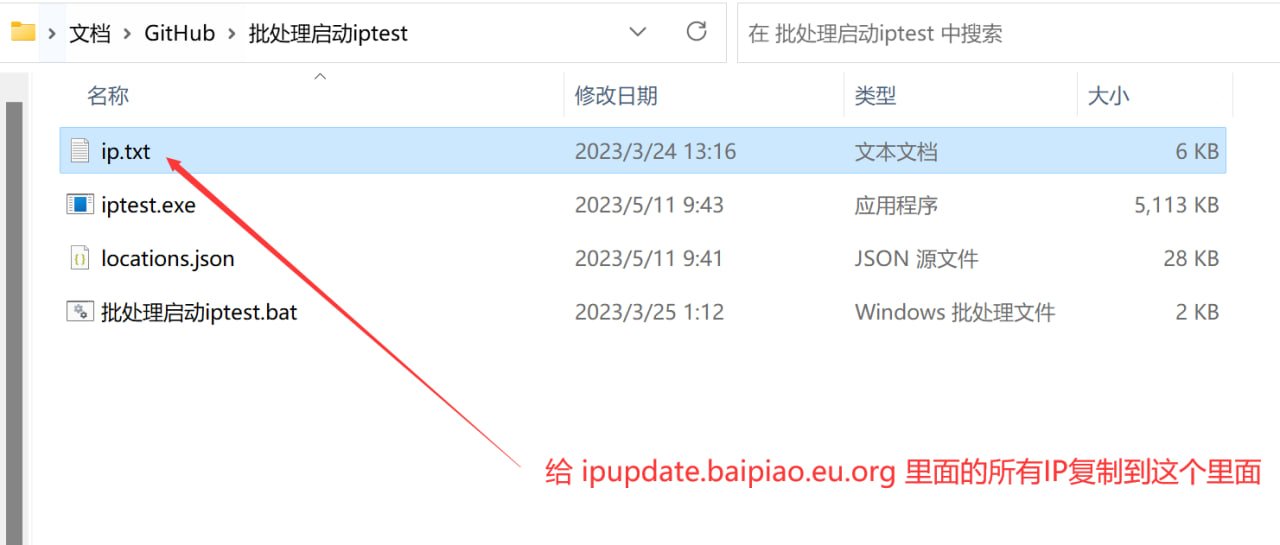 文档 > GitHub > 批处理启动iptest
在 批处理启动iptest 中搜索
名称 修改日期 类型 大小
ip.txt 2023/3/24 13:16 文本文档 6 KB
iptest.exe 2023/5/11 9:43 应用程序 5,113 KB
locations.json 2023/5/11 9:41 JSON 源文件 28 KB
批处理启动iptest.bat 2023/3/25 1:12 Windows 批处理文件 2 KB
给 ipupdate.baipiao.eu.org 里面的所有IP复制到这个里面